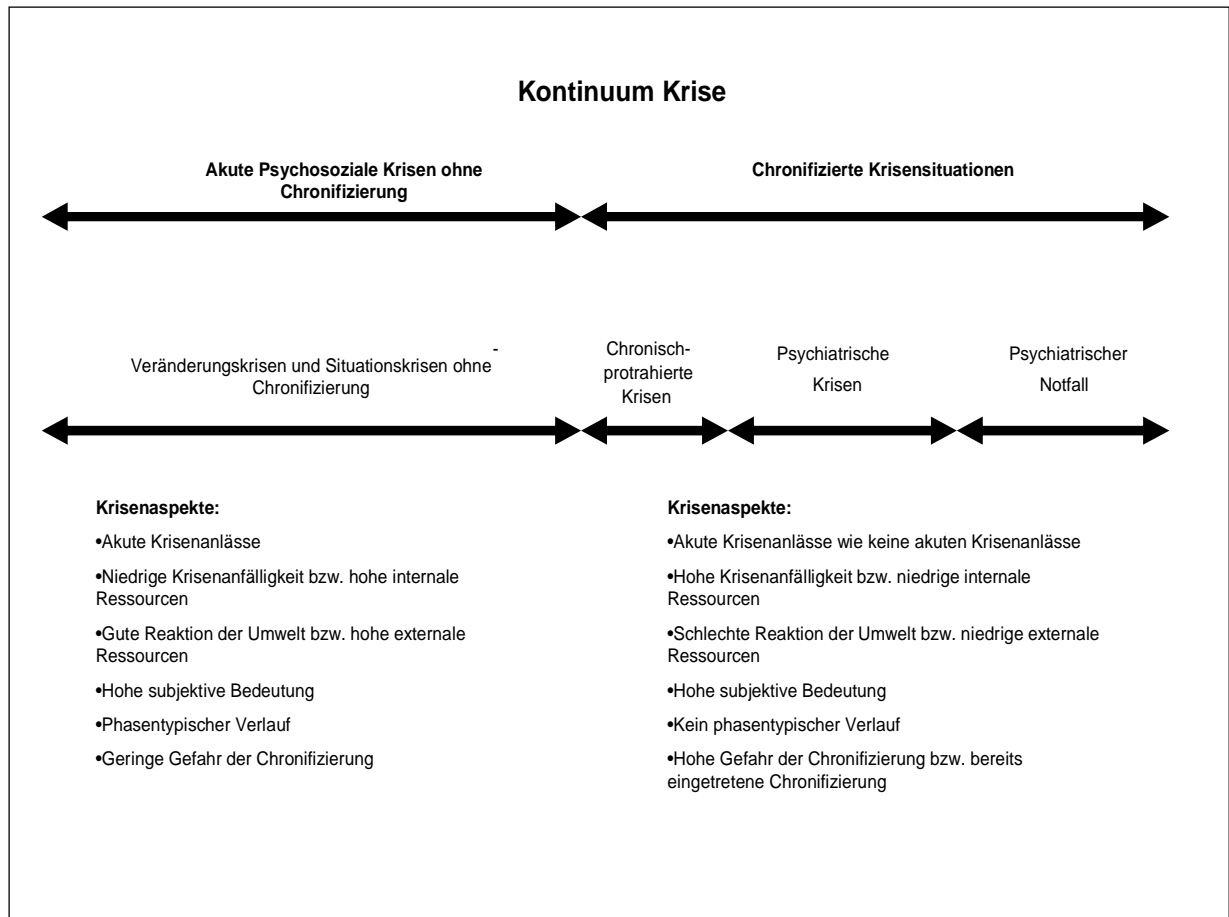 Kontinuum Krise
Akute Psychosoziale Krisen ohne
Chronifizierung
Chronifizierte Krisensituationen
-
Veränderungskrisen und Situationskrisen ohne
Chronifizierung
Chronisch-
protrahierte
Krisen
Psychiatrische
Krisen
Psychiatrischer
Notfall
Krisenaspekte:
•Akute Krisenanlässe
•Niedrige Krisenanfälligkeit bzw. hohe internale
Ressourcen
•Gute Reaktion der Umwelt bzw. hohe externale
Ressourcen
•Hohe subjektive Bedeutung
•Phasentypischer Verlauf
•Geringe Gefahr der Chronifizierung
Krisenaspekte:
•Akute Krisenanlässe wie keine akuten Krisenanlässe
•Hohe Krisenanfälligkeit bzw. niedrige internale
Ressourcen
•Schlechte Reaktion der Umwelt bzw. niedrige externale
Ressourcen
•Hohe subjektive Bedeutung
•Kein phasentypischer Verlauf
•Hohe Gefahr der Chronifizierung bzw. bereits
eingetretene Chronifizierung